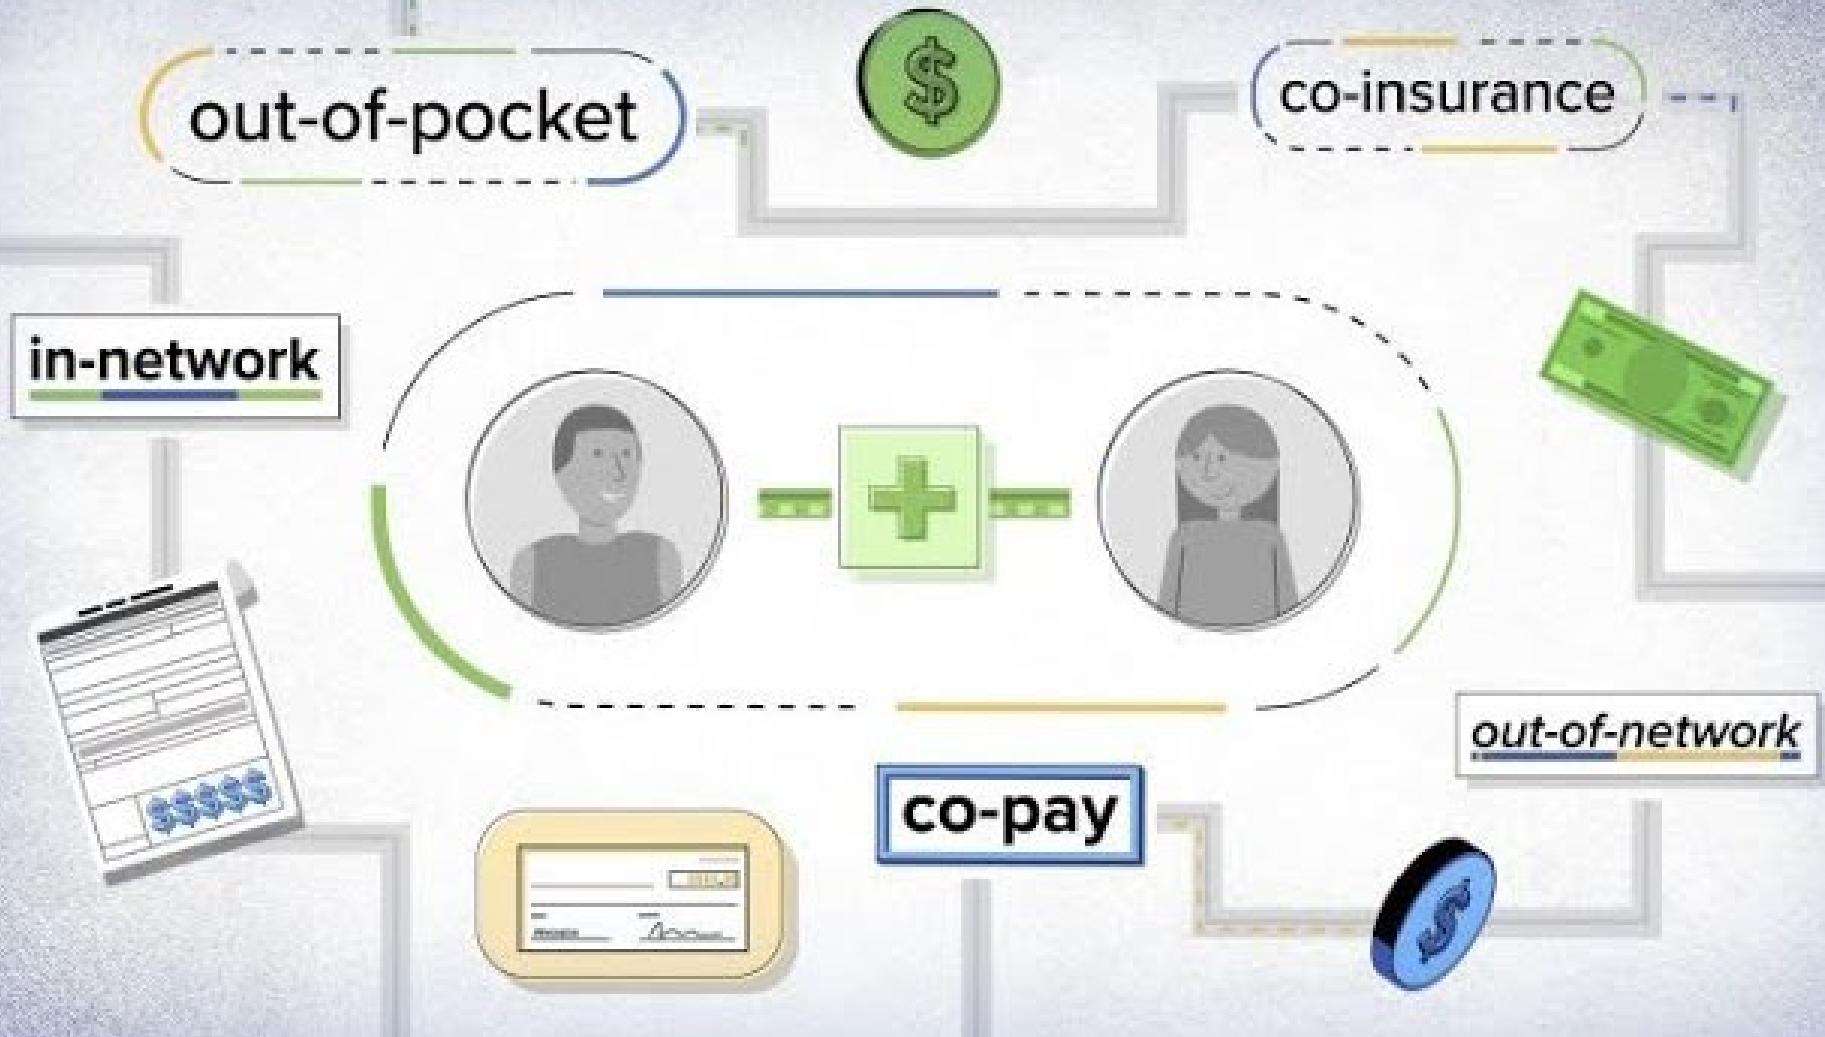 out-of-pocket
$
co-insurance
in-network
$$$$$
out-of-network
co-pay
$